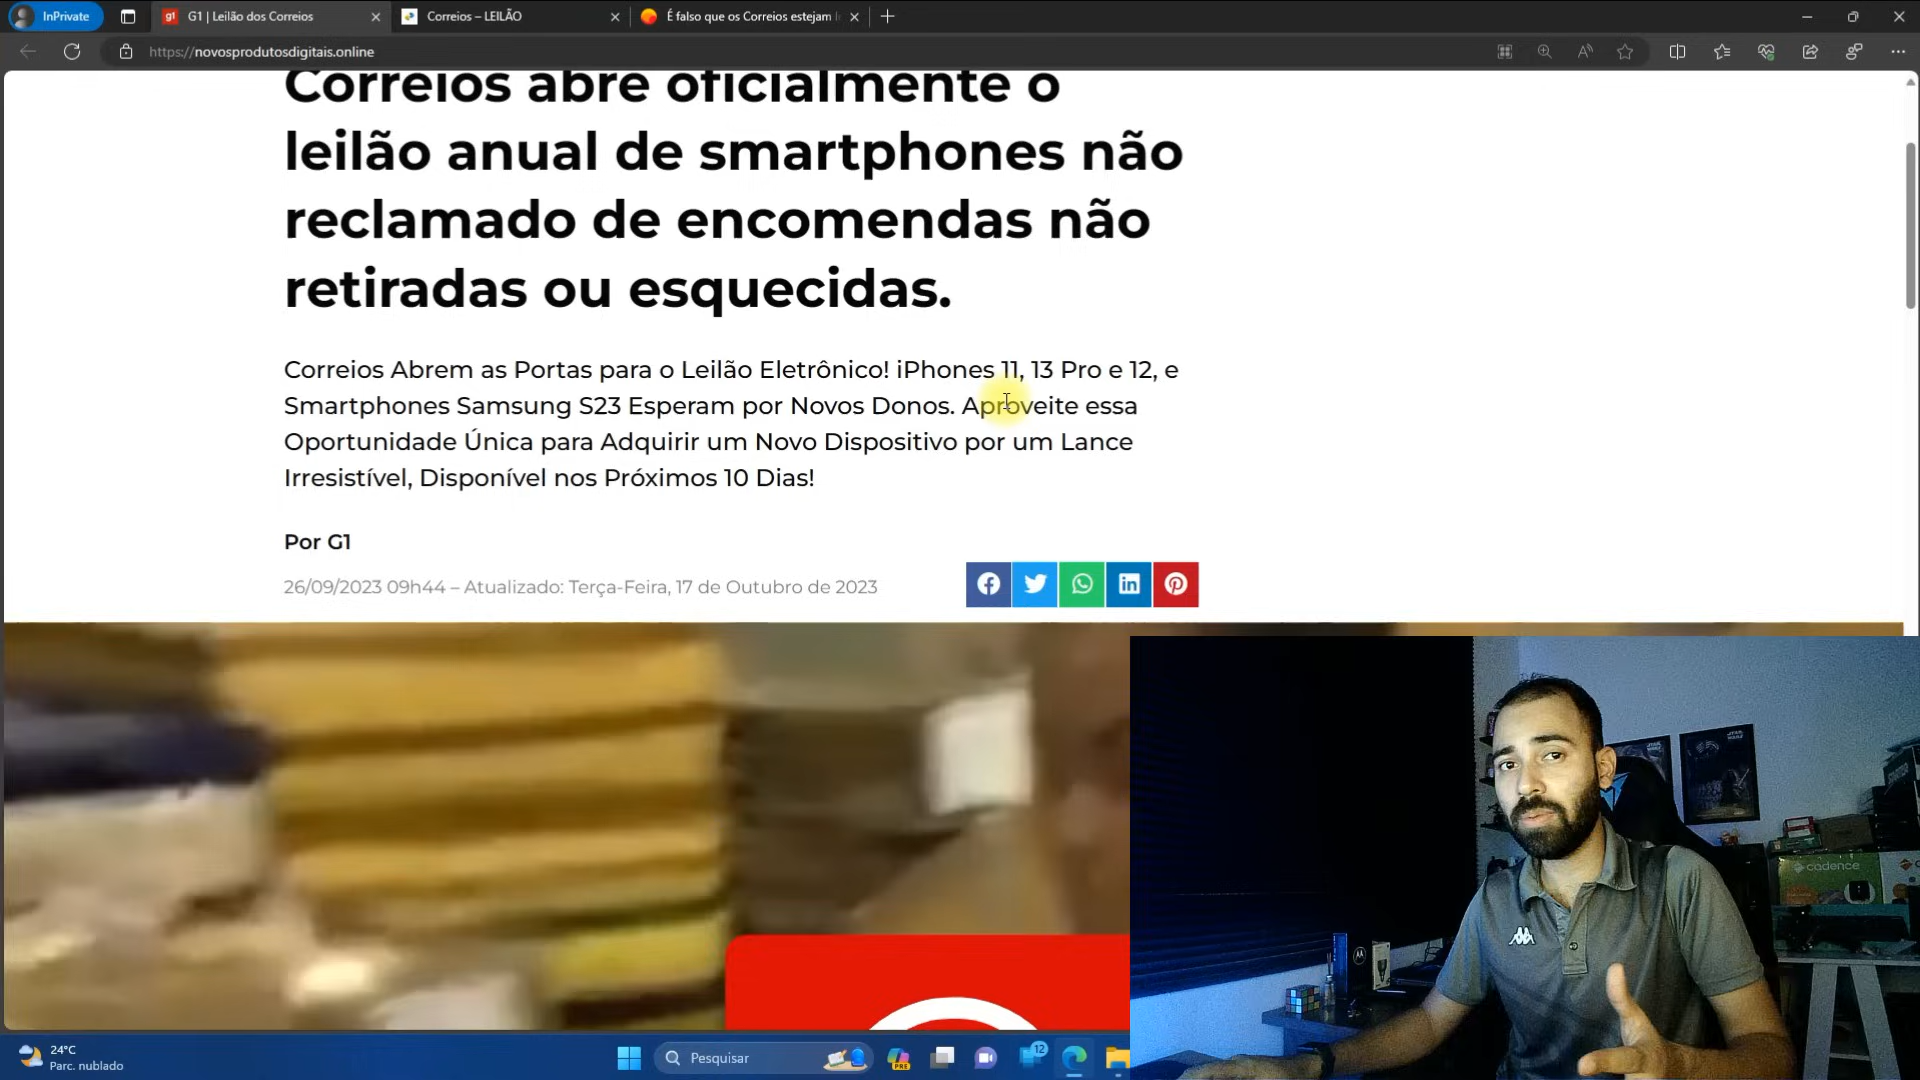 InPrivate
G1 | Leilão dos Correios
Correios – LEILÃO
É falso que os Correios estejam
https://novosprodutosdigitais.online
Correios abre oficialmente o
leilão anual de smartphones não
reclamado de encomendas não
retiradas ou esquecidas.
Correios Abrem as Portas para o Leilão Eletrônico! iPhones 11, 13 Pro e 12, e
Smartphones Samsung S23 Esperam por Novos Donos. Aproveite essa
Oportunidade Única para Adquirir um Novo Dispositivo por um Lance
Irresistível, Disponível nos Próximos 10 Dias!
Por G1
26/09/2023 09h44 – Atualizado: Terça-Feira, 17 de Outubro de 2023
cadence
24°C
Parc. nublado
Pesquisar
PRE
12